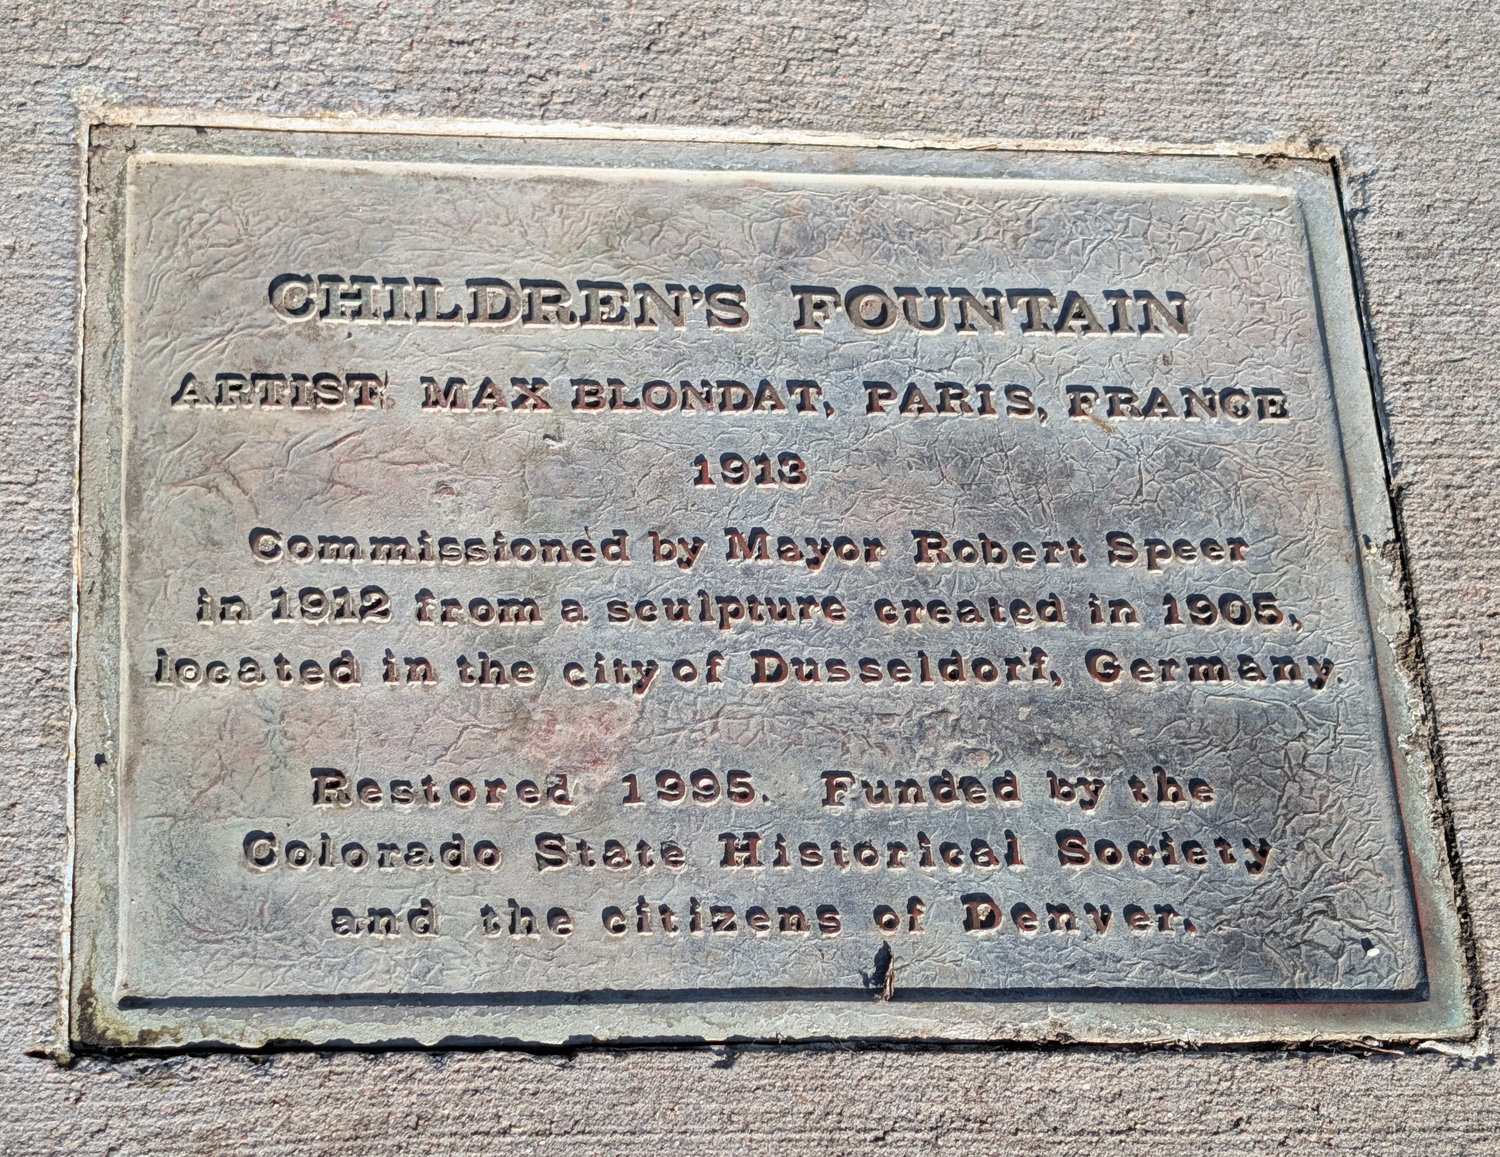 CHILDREN'S FOUNTAIN
ARTIST, MAX BLONDAT, PARIS, FRANCE
1913
Commissioned by Mayor Robert Speer
in 1912 from a sculpture created in 1905,
located in the city of Dusseldorf, Germany.
Restored 1995. Funded by the
Colorado State Historical Society
and the citizens of Denver.